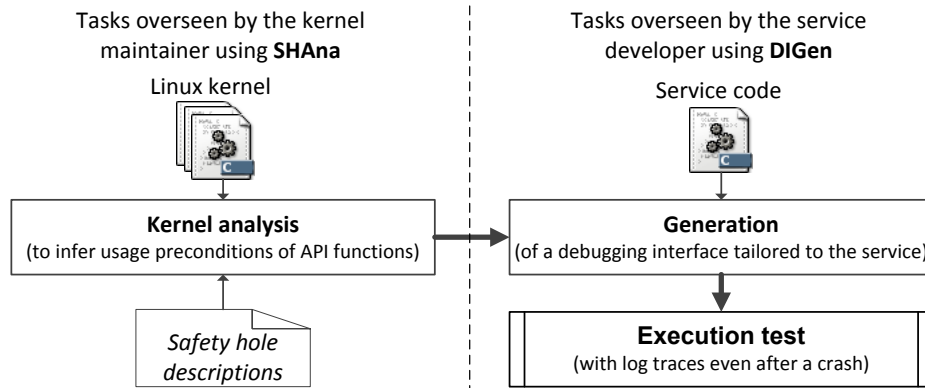 Tasks overseen by the kernel
maintainer using SHAna
Linux kernel
C
Kernel analysis
(to infer usage preconditions of API functions)
Safety hole
descriptions
Tasks overseen by the service
developer using DIGen
Service code
C
Generation
(of a debugging interface tailored to the service)
Execution test
(with log traces even after a crash)